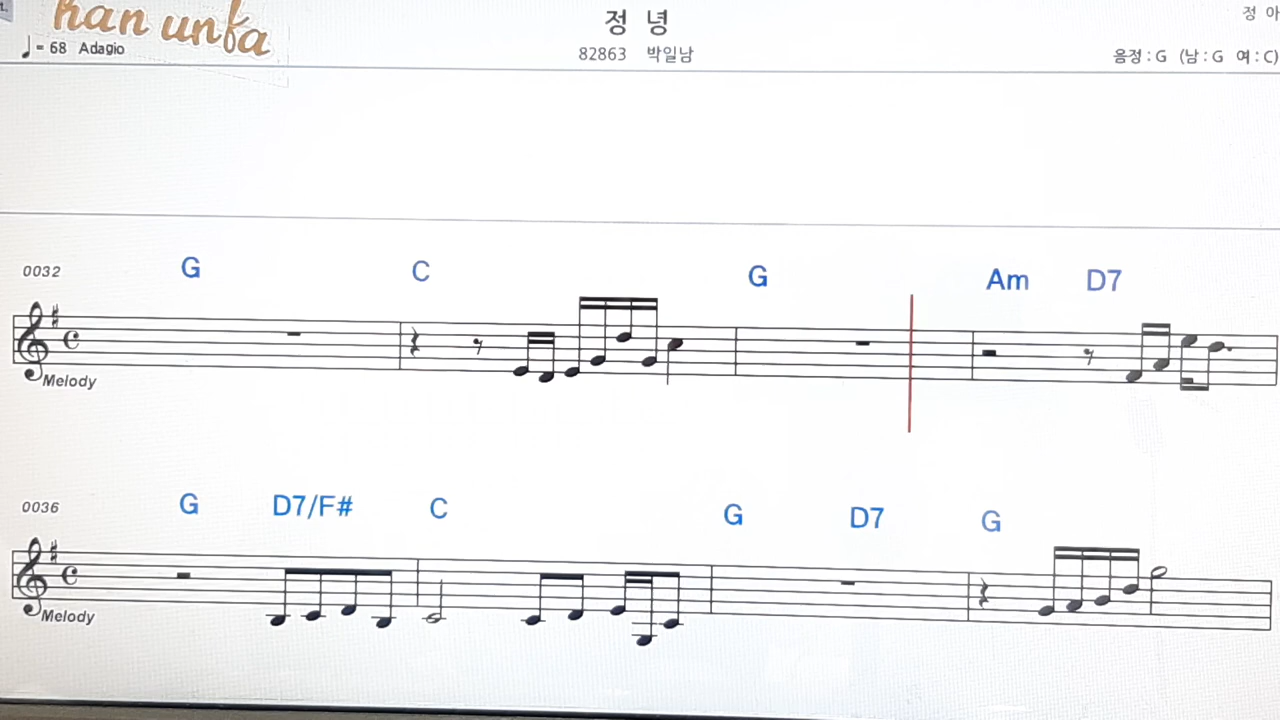 han unba
♩= 68 Adagio
정 녕
82863 박일남
정 아
음정 : G (남 : G 여 : C)
0032
G C G Am D7
Melody
0036
G D7/F# C G D7 G
Melody